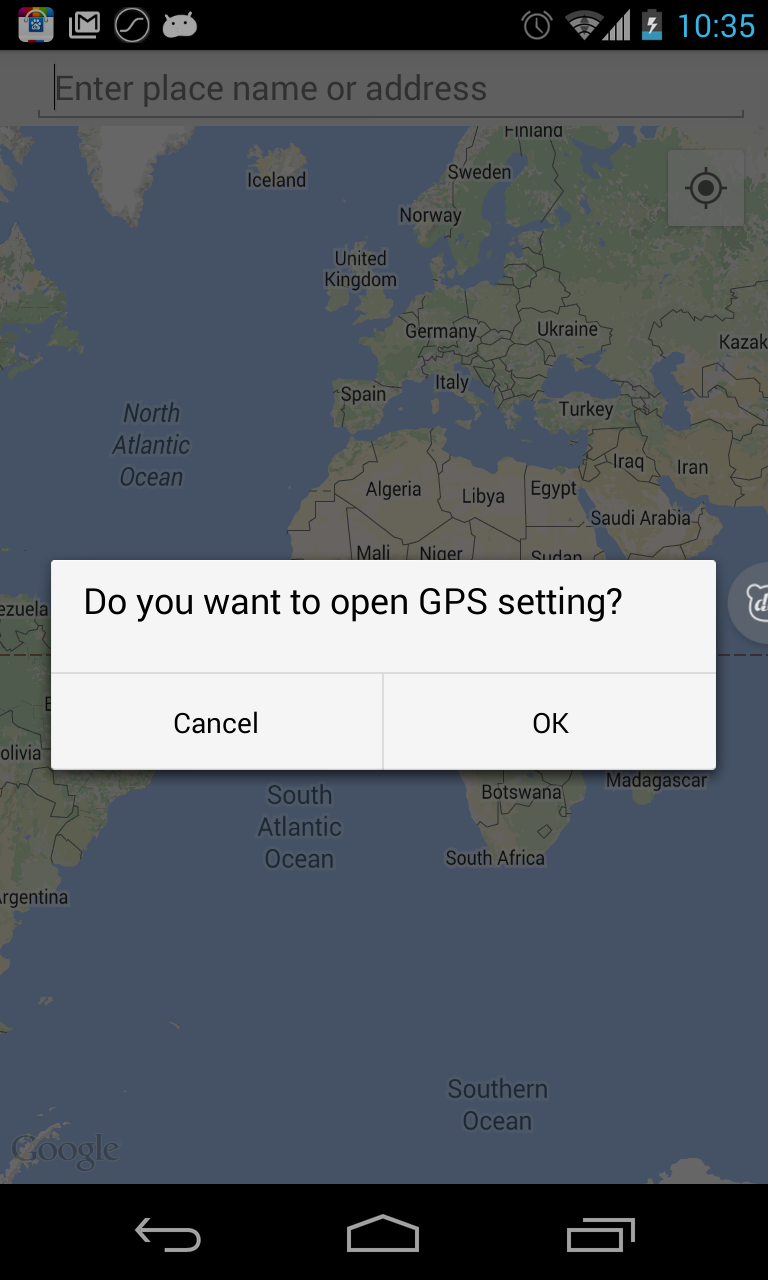 10:35
Enter place name or address
Finland
Iceland
Sweden
Norway
United
Kingdom
Germany
Ukraine
Kazak
Spain
Italy
Turkey
North
Atlantic
Ocean
Algeria
Libya
Egypt
Iraq
Iran
Saudi Arabia
Mali
Niger
Sudan
Do you want to open GPS setting?
ezuela
Cancel
OK
olivia
Botswana
Madagascar
South
Atlantic
Ocean
South Africa
rgentina
Southern
Ocean
Google